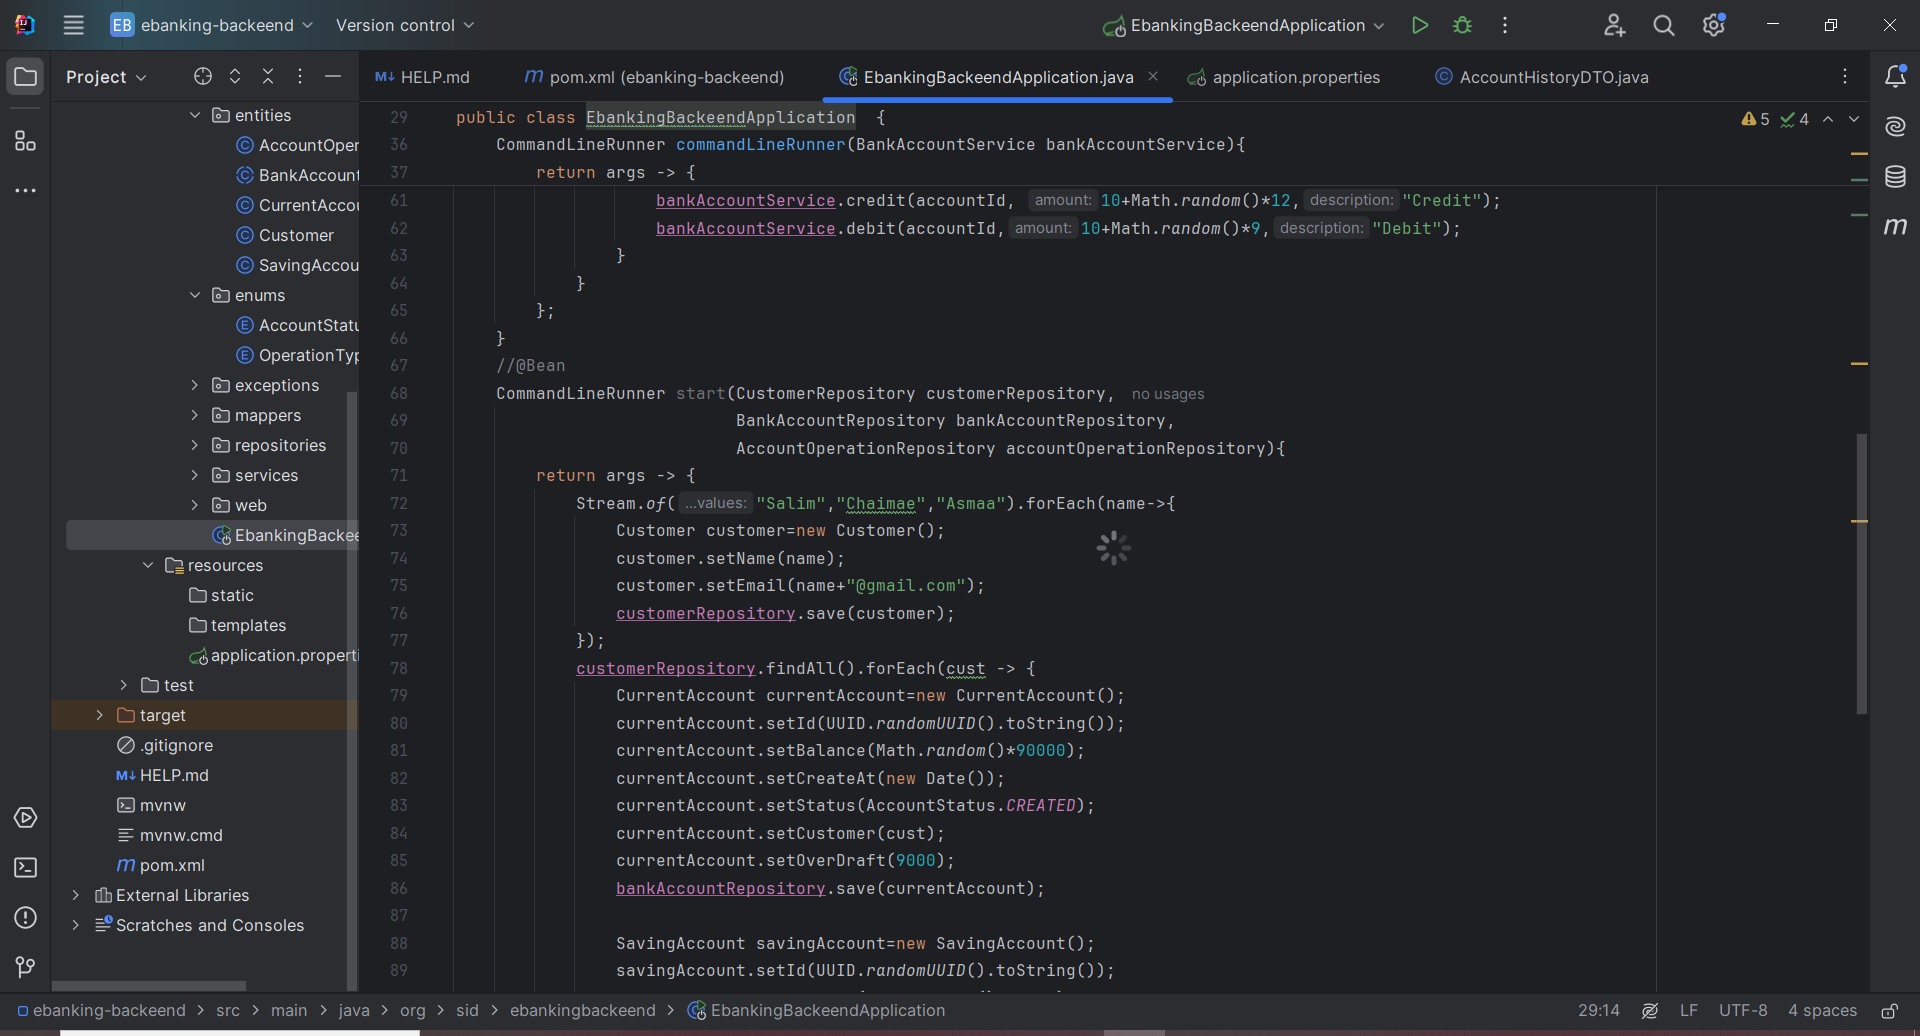 EB ebanking-backeend Version control EbankingBackeendApplication
Project
HELP.md pom.xml (ebanking-backeend) EbankingBackeendApplication.java application.properties AccountHistoryDTO.java
entities
AccountOper
BankAccount
CurrentAccou
Customer
SavingAccou
enums
AccountStatu
OperationTyp
exceptions
mappers
repositories
services
web
EbankingBackee
resources
static
templates
application.properti
test
target
.gitignore
M↓ HELP.md
mvnw
mvnw.cmd
m pom.xml
External Libraries
Scratches and Consoles
29 public class EbankingBackeendApplication {
5 4
36 CommandLineRunner commandLineRunner(BankAccountService bankAccountService){
37 return args -> {
61 bankAccountService.credit(accountId, amount: 10+Math.random()*12, description: "Credit");
62 bankAccountService.debit(accountId, amount: 10+Math.random()*9, description: "Debit");
63 }
64 }
65 };
66 }
67 //@Bean
68 CommandLineRunner start(CustomerRepository customerRepository, no usages
69 BankAccountRepository bankAccountRepository,
70 AccountOperationRepository accountOperationRepository){
71 return args -> {
72 Stream.of( ...values: "Salim","Chaimae","Asmaa").forEach(name->{
73 Customer customer=new Customer();
74 customer.setName(name);
75 customer.setEmail(name+"@gmail.com");
76 customerRepository.save(customer);
77 });
78 customerRepository.findAll().forEach(cust -> {
79 CurrentAccount currentAccount=new CurrentAccount();
80 currentAccount.setId(UUID.randomUUID().toString());
81 currentAccount.setBalance(Math.random()*90000);
82 currentAccount.setCreateAt(new Date());
83 currentAccount.setStatus(AccountStatus.CREATED);
84 currentAccount.setCustomer(cust);
85 currentAccount.setOverDraft(9000);
86 bankAccountRepository.save(currentAccount);
87
88 SavingAccount savingAccount=new SavingAccount();
89 savingAccount.setId(UUID.randomUUID().toString());
ebanking-backeend > src > main > java > org > sid > ebankingbackeend > EbankingBackeendApplication
29:14 LF UTF-8 4 spaces